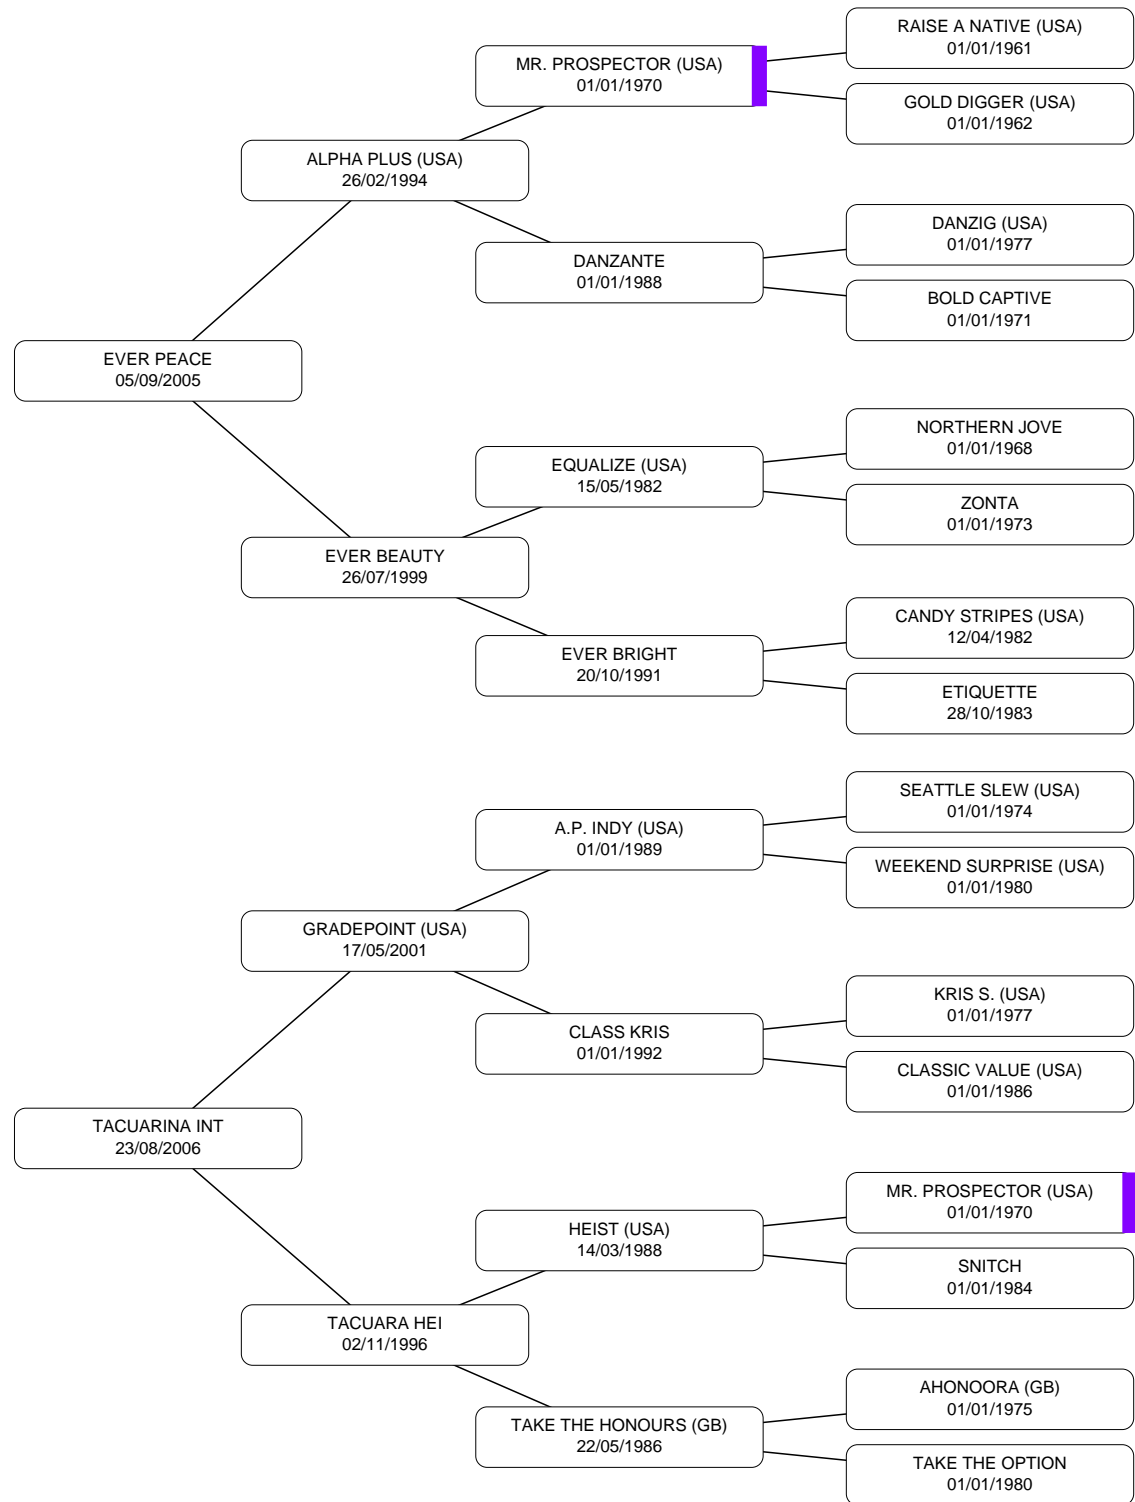 RAISE A NATIVE (USA)
01/01/1961
MR. PROSPECTOR (USA)
01/01/1970
GOLD DIGGER (USA)
01/01/1962
ALPHA PLUS (USA)
26/02/1994
DANZIG (USA)
01/01/1977
DANZANTE
01/01/1988
BOLD CAPTIVE
01/01/1971
EVER PEACE
05/09/2005
NORTHERN JOVE
01/01/1968
EQUALIZE (USA)
15/05/1982
ZONTA
01/01/1973
EVER BEAUTY
26/07/1999
CANDY STRIPES (USA)
12/04/1982
EVER BRIGHT
20/10/1991
ETIQUETTE
28/10/1983
SEATTLE SLEW (USA)
01/01/1974
A.P. INDY (USA)
01/01/1989
WEEKEND SURPRISE (USA)
01/01/1980
GRADEPOINT (USA)
17/05/2001
KRIS S. (USA)
01/01/1977
CLASS KRIS
01/01/1992
CLASSIC VALUE (USA)
01/01/1986
TACUARINA INT
23/08/2006
MR. PROSPECTOR (USA)
01/01/1970
HEIST (USA)
14/03/1988
SNITCH
01/01/1984
TACUARA HEI
02/11/1996
AHONOORA (GB)
01/01/1975
TAKE THE HONOURS (GB)
22/05/1986
TAKE THE OPTION
01/01/1980